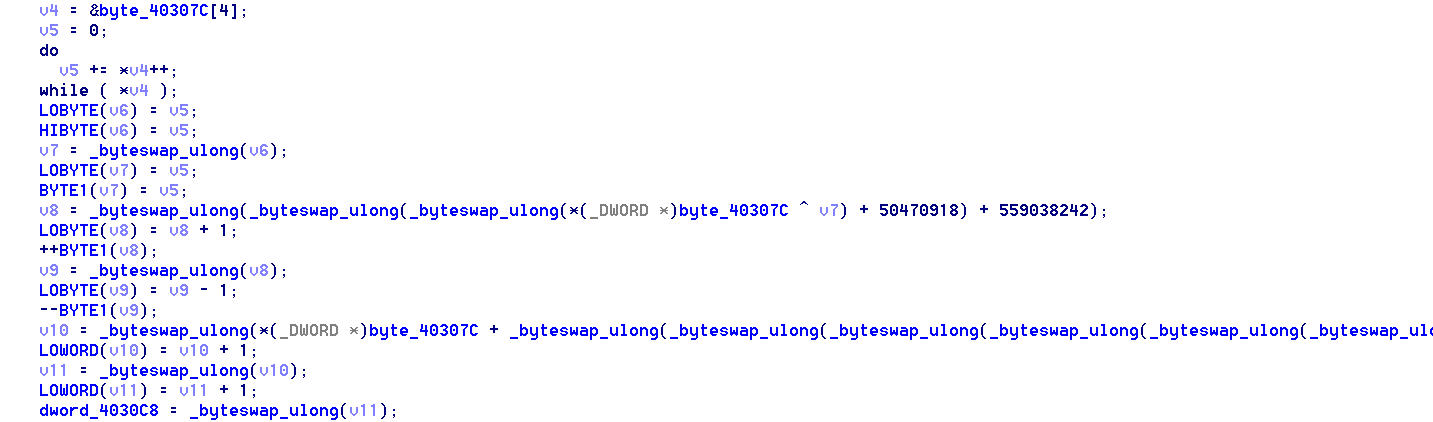 v4 = &byte_40307C[4];
v5 = 0;
do
v5 += *v4++;
while ( *v4 );
LOBYTE(v6) = v5;
HIBYTE(v6) = v5;
v7 = _byteswap_ulong(v6);
LOBYTE(v7) = v5;
BYTE1(v7) = v5;
v8 = _byteswap_ulong(_byteswap_ulong(_byteswap_ulong(*(_DWORD *)byte_40307C ^ v7) + 50470918) + 559038242);
LOBYTE(v8) = v8 + 1;
++BYTE1(v8);
v9 = _byteswap_ulong(v8);
LOBYTE(v9) = v9 - 1;
--BYTE1(v9);
v10 = _byteswap_ulong(*(_DWORD *)byte_40307C + _byteswap_ulong(_byteswap_ulong(_byteswap_ulong(_byteswap_ulong(_byteswap_ulong(_byteswap_ulo
LOWORD(v10) = v10 + 1;
v11 = _byteswap_ulong(v10);
LOWORD(v11) = v11 + 1;
dword_4030C8 = _byteswap_ulong(v11);